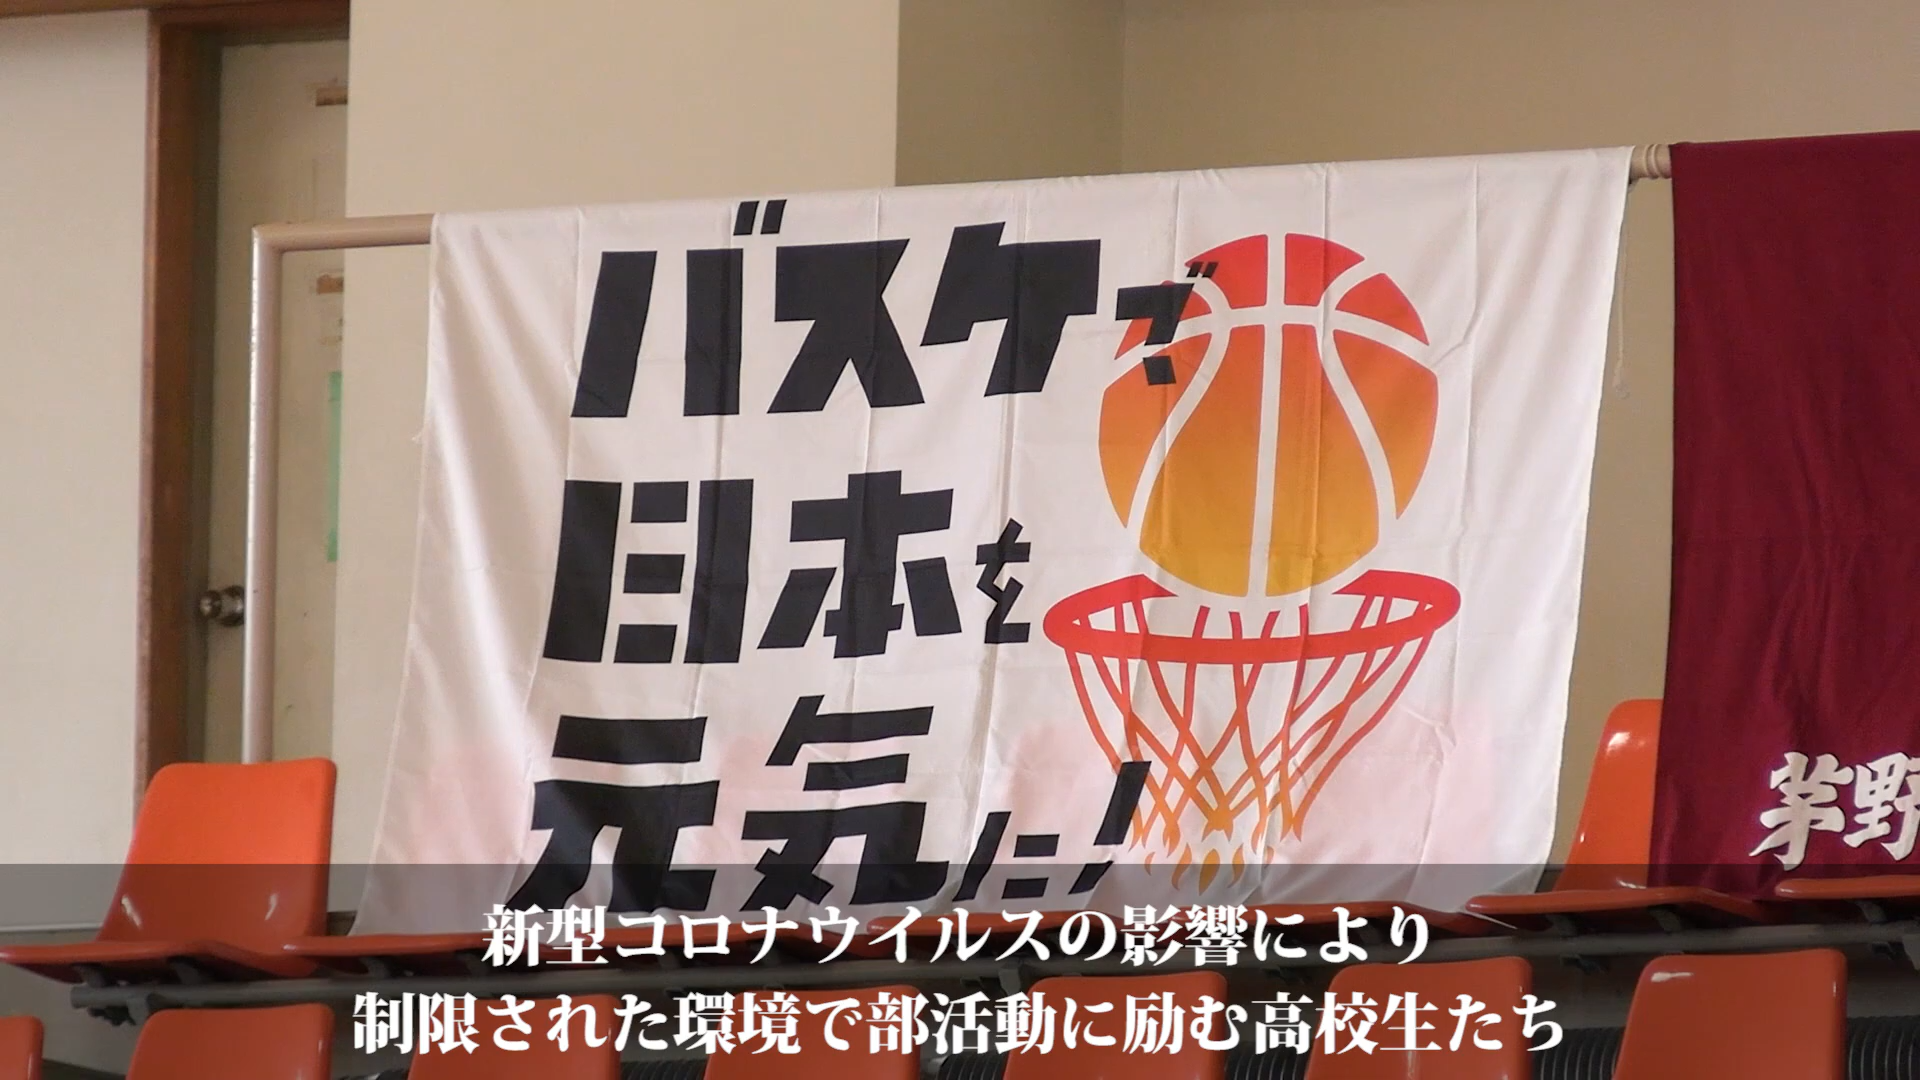 バスケで
日本を
元気に!
茅野
新型コロナウイルスの影響により
制限された環境で部活動に励む高校生たち